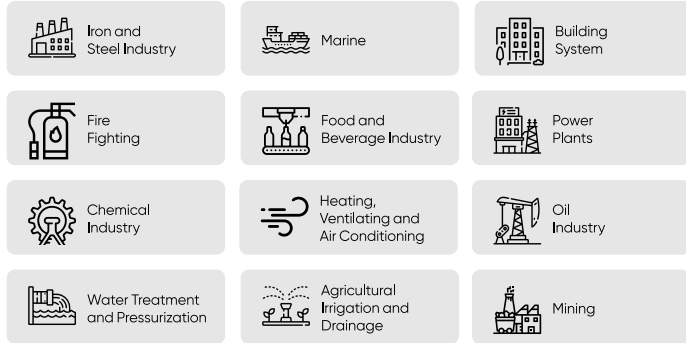 Iron and
Steel Industry
Marine
Building
System
Fire
Fighting
Food and
Beverage Industry
Power
Plants
Chemical
Industry
Heating,
Ventilating and
Air Conditioning
Oil
Industry
Water Treatment
and Pressurization
Agricultural
Irrigation and
Drainage
Mining